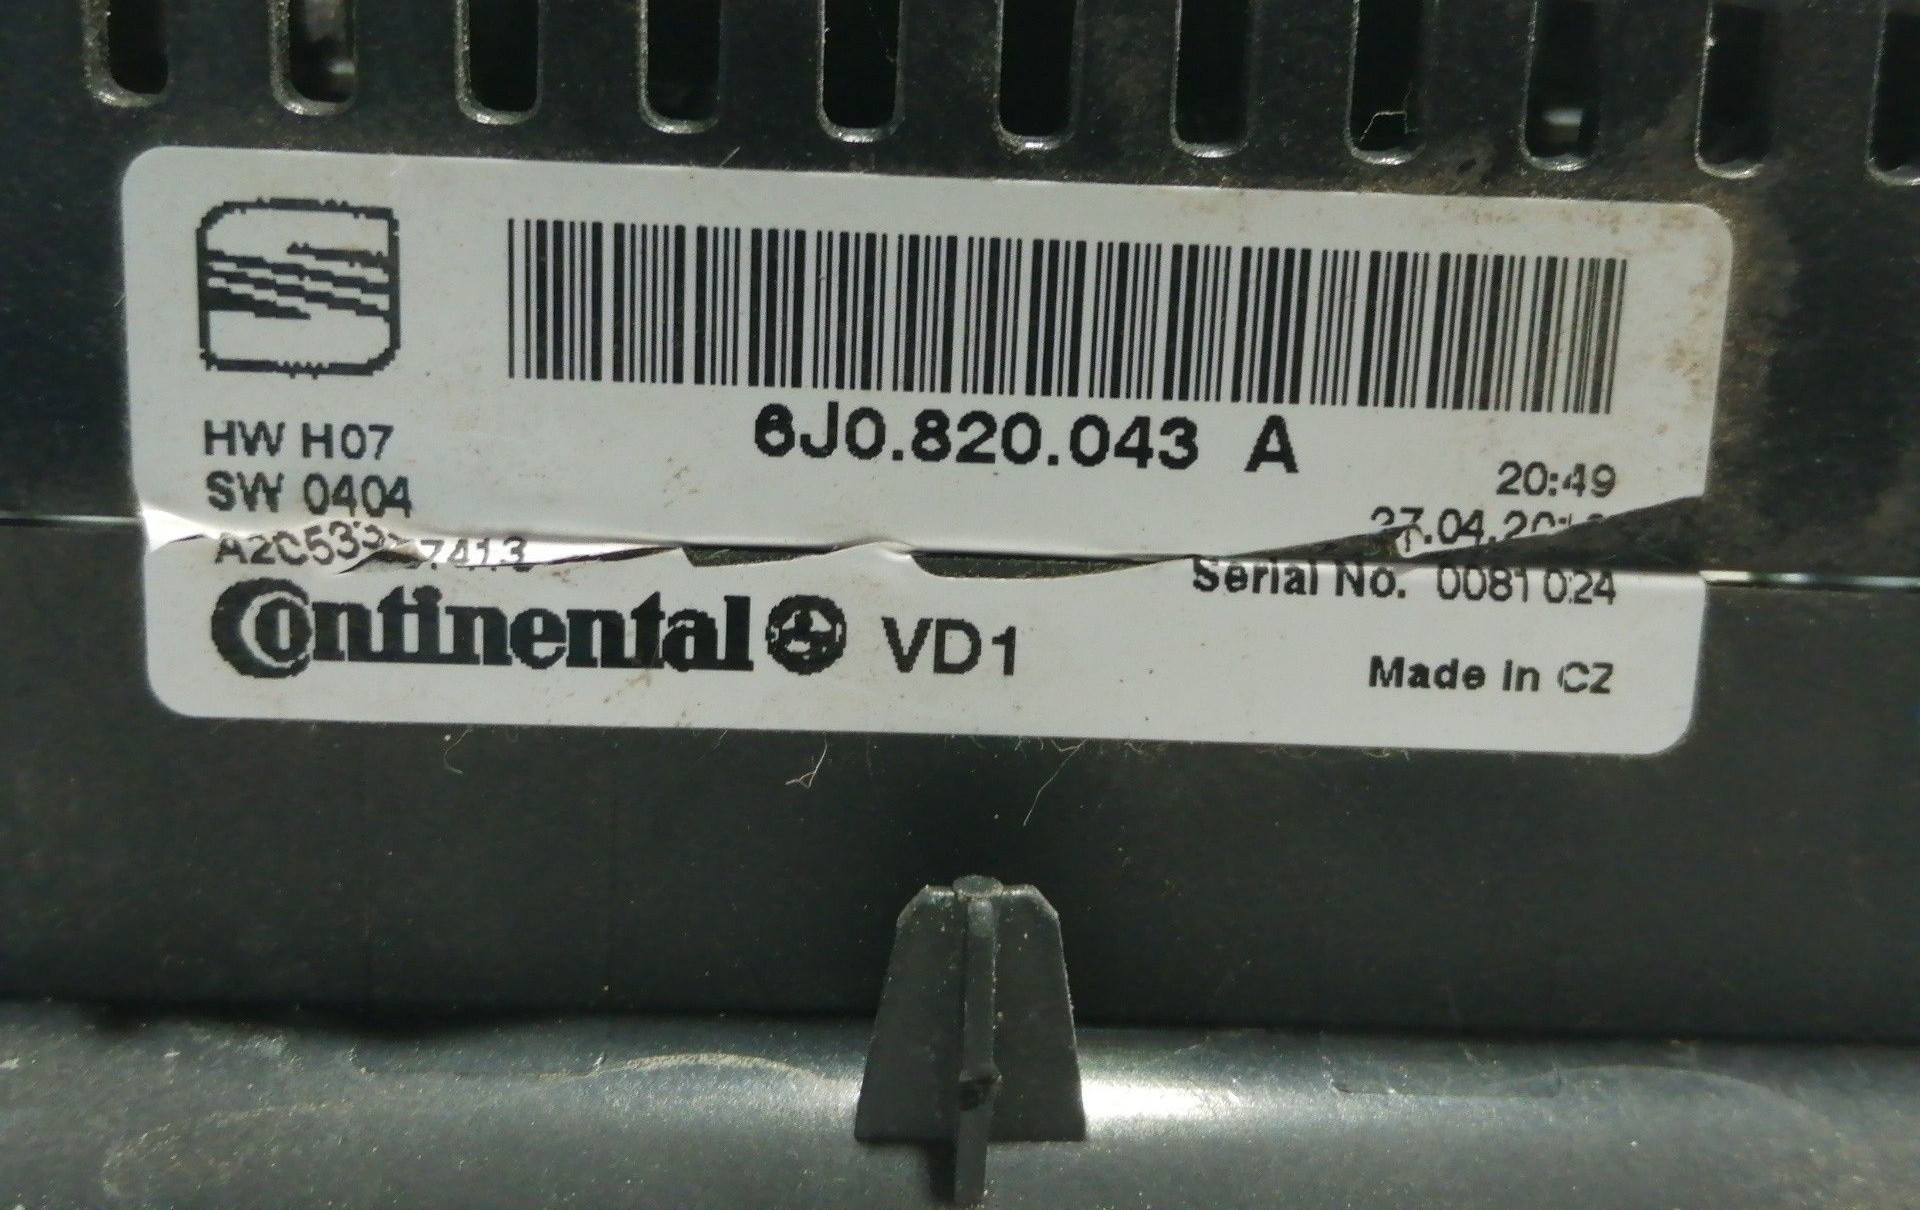 6J0.820.043 A
HW H07
SW 0404
20:49
Serial No. 0081024
Continental VD1
Made in CZ